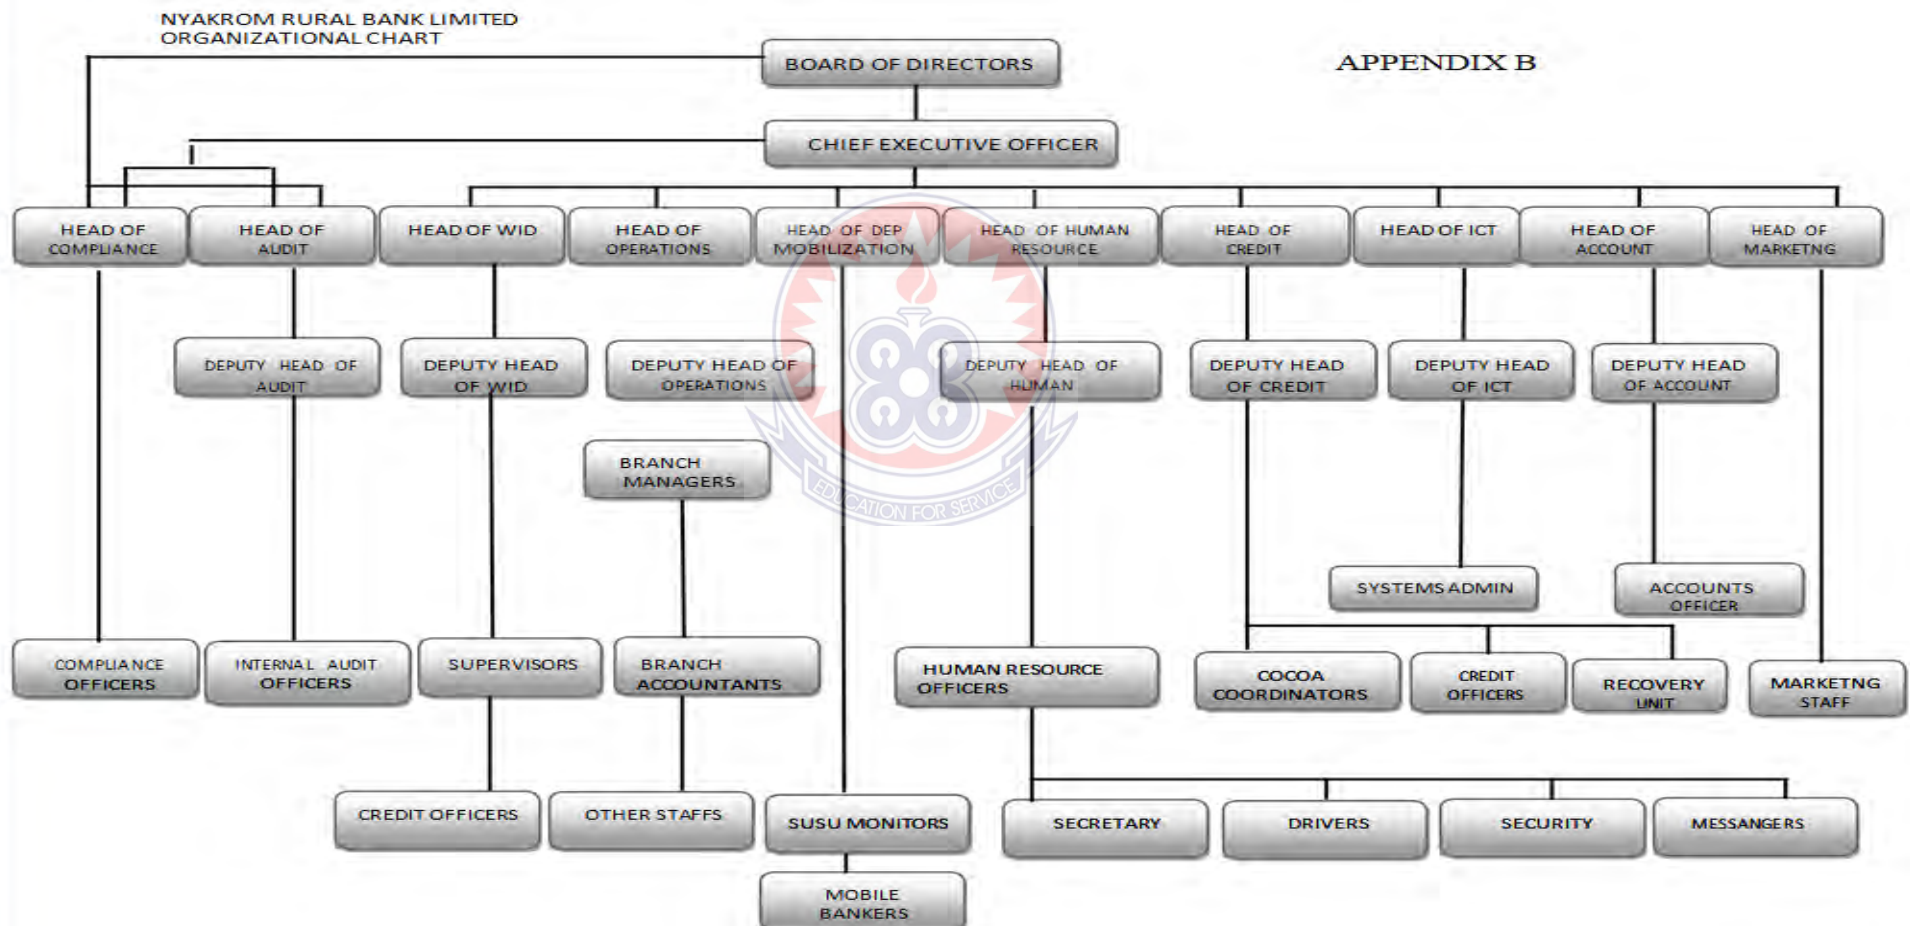 NYAKROM RURAL BANK LIMITED
ORGANIZATIONAL CHART
APPENDIX B
BOARD OF DIRECTORS
CHIEF EXECUTIVE OFFICER
HEAD OF
COMPLIANCE
HEAD OF
AUDIT
HEAD OF WID
HEAD OF
OPERATIONS
HEAD OF DEP
MOBILIZATION
HEAD OF HUMAN
RESOURCE
HEAD OF
CREDIT
HEAD OF ICT
HEAD OF
ACCOUNT
HEAD OF
MARKETNG
DEPUTY HEAD OF
AUDIT
DEPUTY HEAD
OF WID
DEPUTY HEAD OF
OPERATIONS
DEPUTY HEAD OF
HUMAN
DEPUTY HEAD
OF CREDIT
DEPUTY HEAD
OF ICT
DEPUTY HEAD
OF ACCOUNT
BRANCH
MANAGERS
EDUCATION FOR SERVICE
SYSTEMS ADMIN
ACCOUNTS
OFFICER
COMPLIANCE
OFFICERS
INTERNAL AUDIT
OFFICERS
SUPERVISORS
BRANCH
ACCOUNTANTS
HUMAN RESOURCE
OFFICERS
COCOA
COORDINATORS
CREDIT
OFFICERS
RECOVERY
UNIT
MARKETNG
STAFF
CREDIT OFFICERS
OTHER STAFFS
SUSU MONITORS
SECRETARY
DRIVERS
SECURITY
MESSANGERS
MOBILE
BANKERS